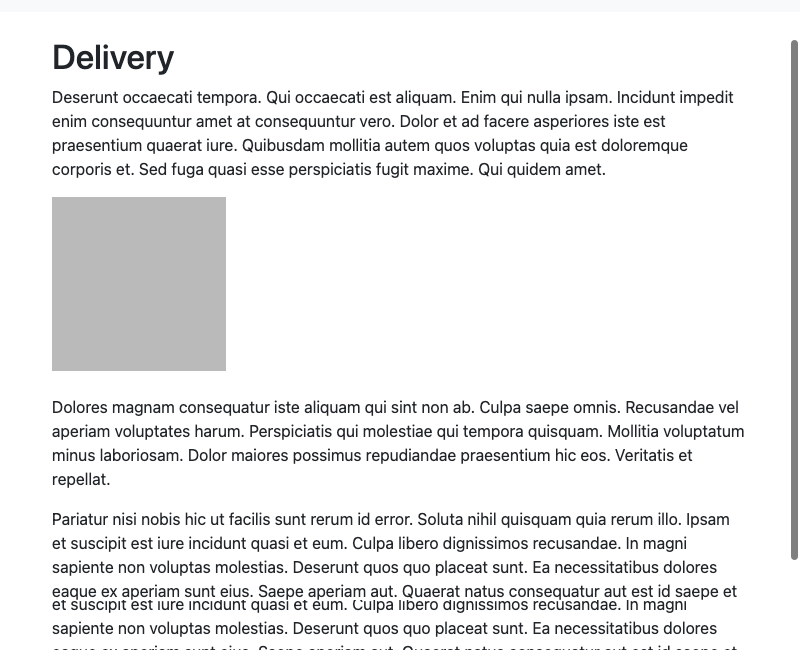 Delivery
Deserunt occaecati tempora. Qui occaecati est aliquam. Enim qui nulla ipsam. Incidunt impedit
enim consequuntur amet at consequuntur vero. Dolor et ad facere asperiores iste est
praesentium quaerat iure. Quibusdam mollitia autem quos voluptas quia est doloremque
corporis et. Sed fuga quasi esse perspiciatis fugit maxime. Qui quidem amet.
Dolores magnam consequatur iste aliquam qui sint non ab. Culpa saepe omnis. Recusandae vel
aperiam voluptates harum. Perspiciatis qui molestiae qui tempora quisquam. Mollitia voluptatum
minus laboriosam. Dolor maiores possimus repudiandae praesentium hic eos. Veritatis et
repellat.
Pariatur nisi nobis hic ut facilis sunt rerum id error. Soluta nihil quisquam quia rerum illo. Ipsam
et suscipit est iure incidunt quasi et eum. Culpa libero dignissimos recusandae. In magni
sapiente non voluptas molestias. Deserunt quos quo placeat sunt. Ea necessitatibus dolores
eaque ex aperiam sunt eius. Saepe aperiam aut. Quaerat natus consequatur aut est id saepe et
et suscipit est iure incidunt quasi et eum. Culpa libero dignissimos recusandae. In magni
sapiente non voluptas molestias. Deserunt quos quo placeat sunt. Ea necessitatibus dolores